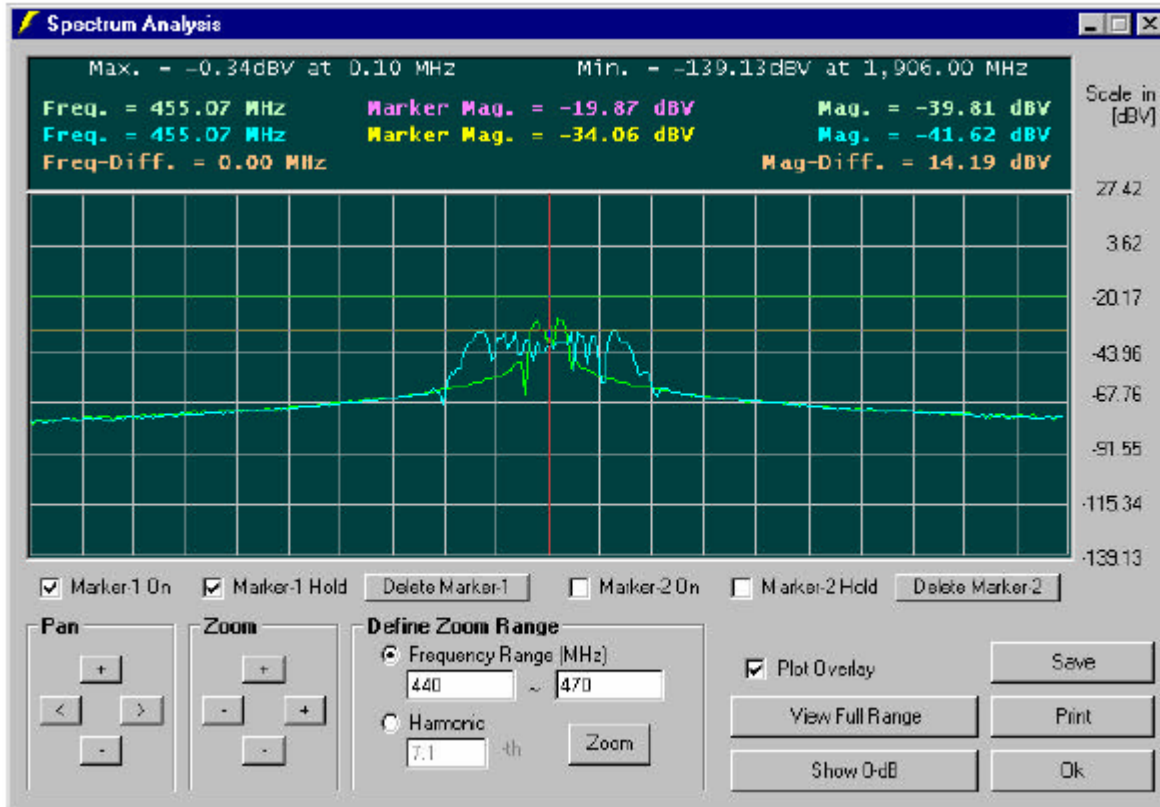 Spectrum Analysis
Max. = -0.34dBV at 0.10 MHz Min. = -139.13dBV at 1,906.00 MHz
Freq. = 455.07 MHz Marker Mag. = -19.87 dBV Mag. = -39.81 dBV
Freq. = 455.07 MHz Marker Mag. = -34.06 dBV Mag. = -41.62 dBV
Freq-Diff. = 0.00 MHz Mag-Diff. = 14.19 dBV
Scale in
[dBV]
27.42
3.62
-20.17
-43.96
-67.76
-91.55
-115.34
-139.13
Marker-1 On Marker-1 Hold Delete Marker-1 Marker-2 On Marker-2 Hold Delete Marker-2
Pan Zoom Define Zoom Range
+ + Frequency Range (MHz)
440 ~ 470
< > - +
Harmonic
7.1 -th Zoom
- -
Plot Overlay Save
View Full Range Print
Show 0-dB Ok